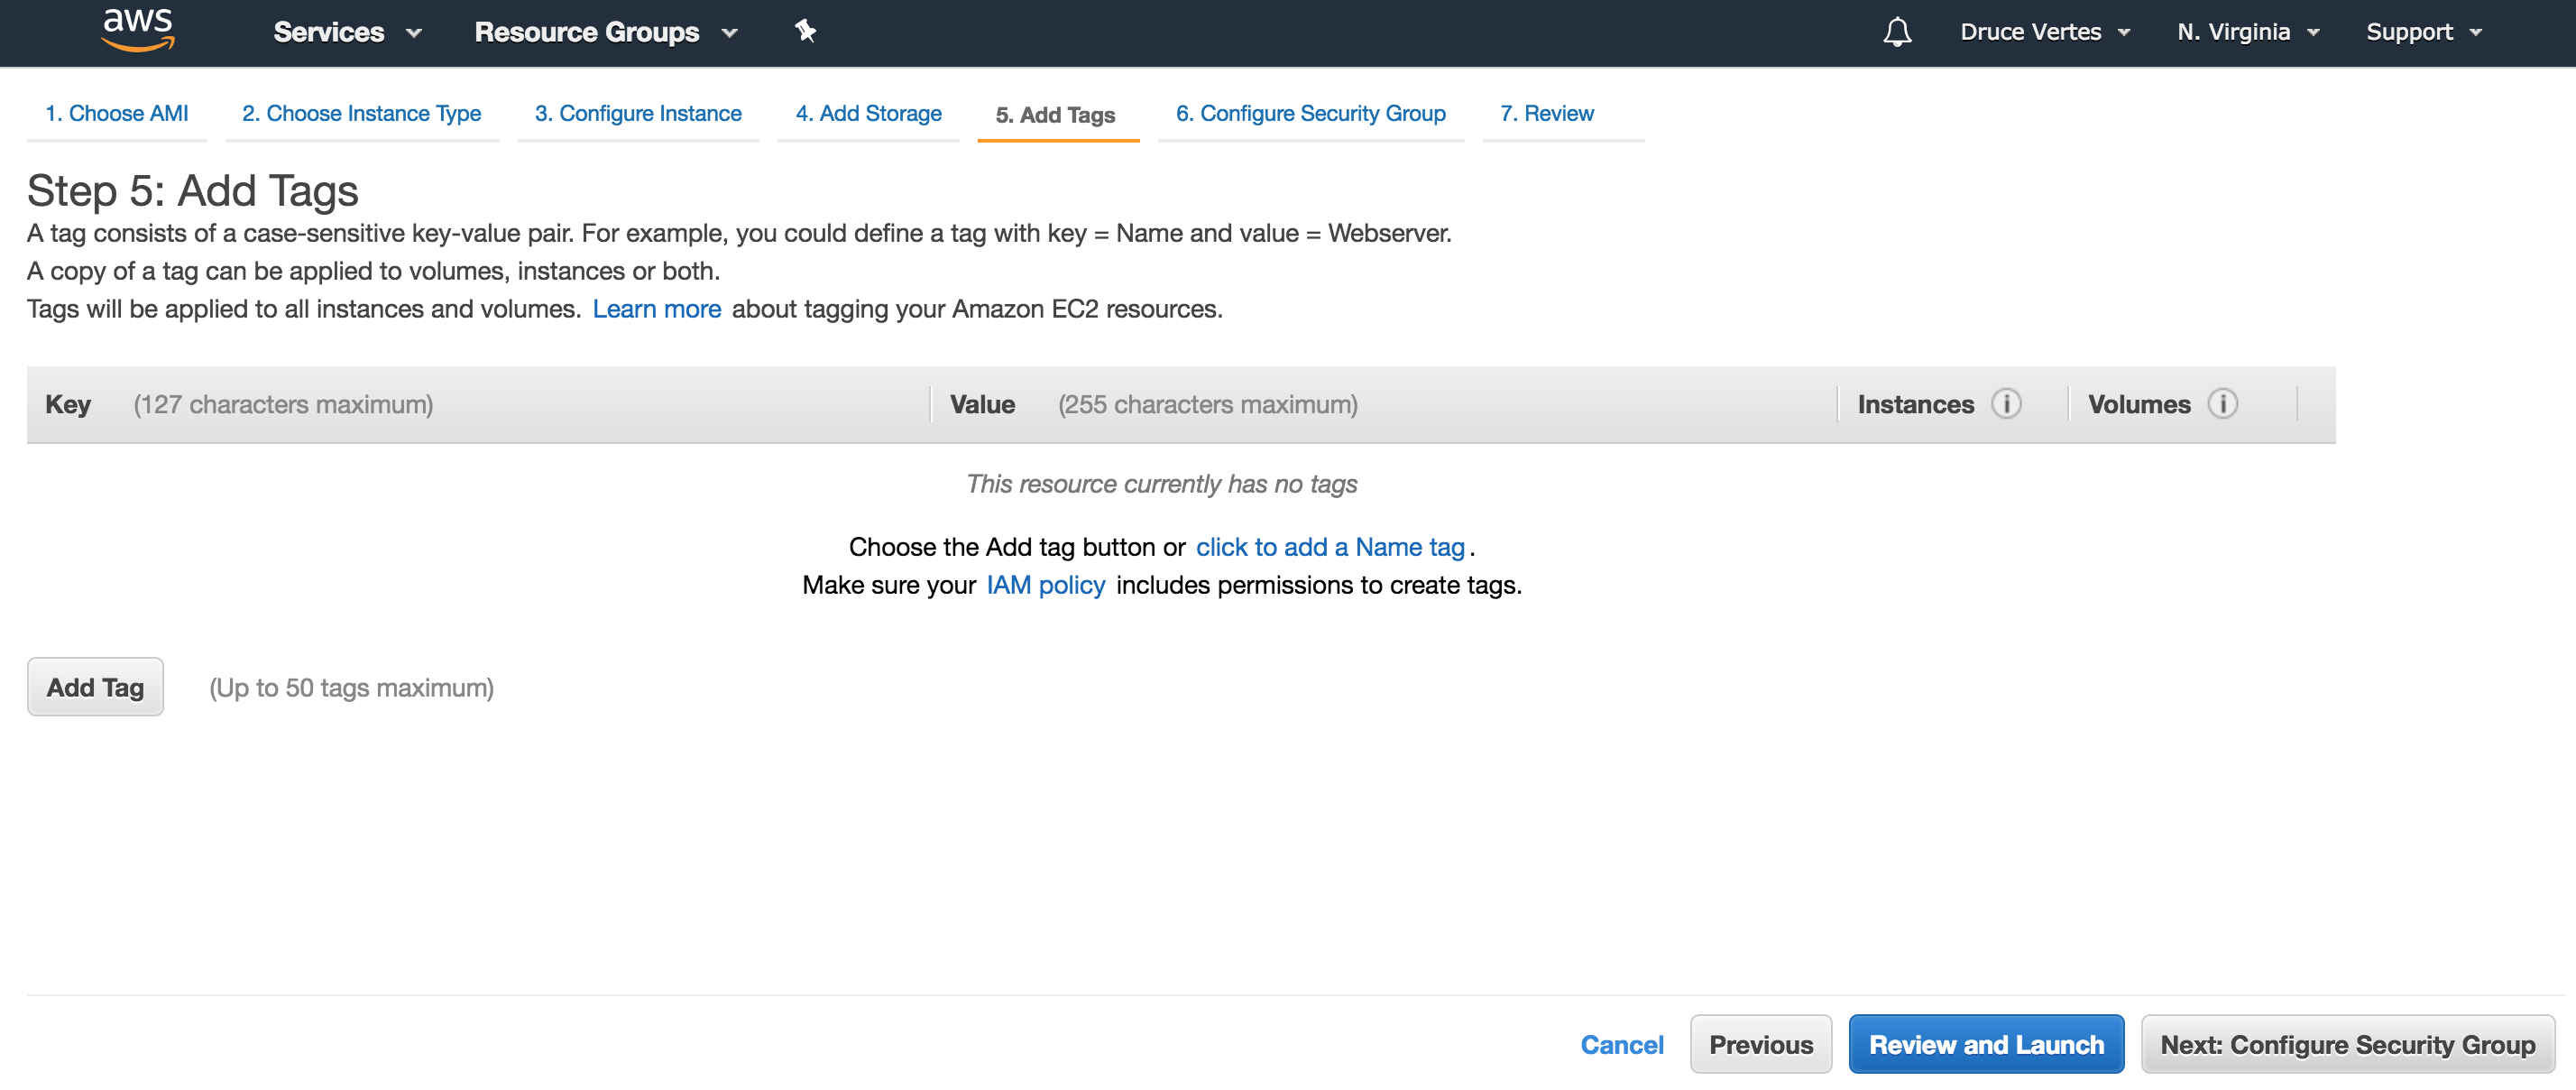 aws Services Resource Groups Druce Vertes N. Virginia Support
1. Choose AMI 2. Choose Instance Type 3. Configure Instance 4. Add Storage 5. Add Tags 6. Configure Security Group 7. Review
Step 5: Add Tags
A tag consists of a case-sensitive key-value pair. For example, you could define a tag with key = Name and value = Webserver.
A copy of a tag can be applied to volumes, instances or both.
Tags will be applied to all instances and volumes. Learn more about tagging your Amazon EC2 resources.
Key (127 characters maximum) Value (255 characters maximum) Instances i Volumes i
This resource currently has no tags
Choose the Add tag button or click to add a Name tag.
Make sure your IAM policy includes permissions to create tags.
Add Tag (Up to 50 tags maximum)
Cancel Previous Review and Launch Next: Configure Security Group